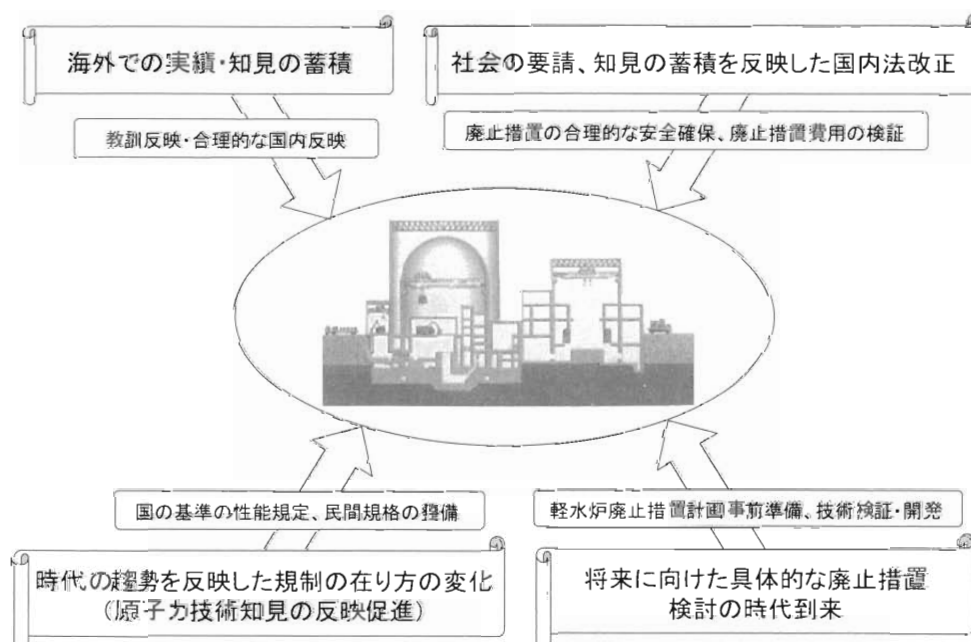 海外での実績・知見の蓄積
社会の要請、知見の蓄積を反映した国内法改正
教訓反映・合理的な国内反映
廃止措置の合理的な安全確保、廃止措置費用の検証
国の基準の性能規定、民間規格の整備
軽水炉廃止措置計画事前準備、技術検証・開発
時代の趨勢を反映した規制の在り方の変化
(原子力技術知見の反映促進)
将来に向けた具体的な廃止措置
検討の時代到来